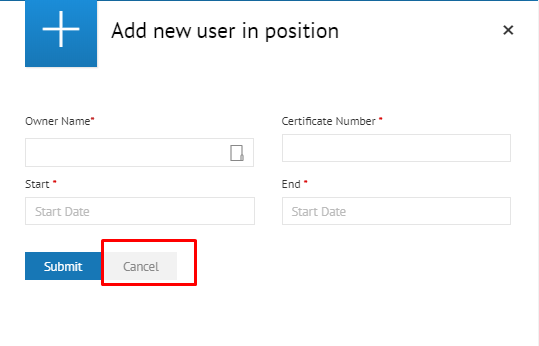 Add new user in position
×
Owner Name*
Certificate Number *
Start *
End *
Start Date
Start Date
Submit
Cancel